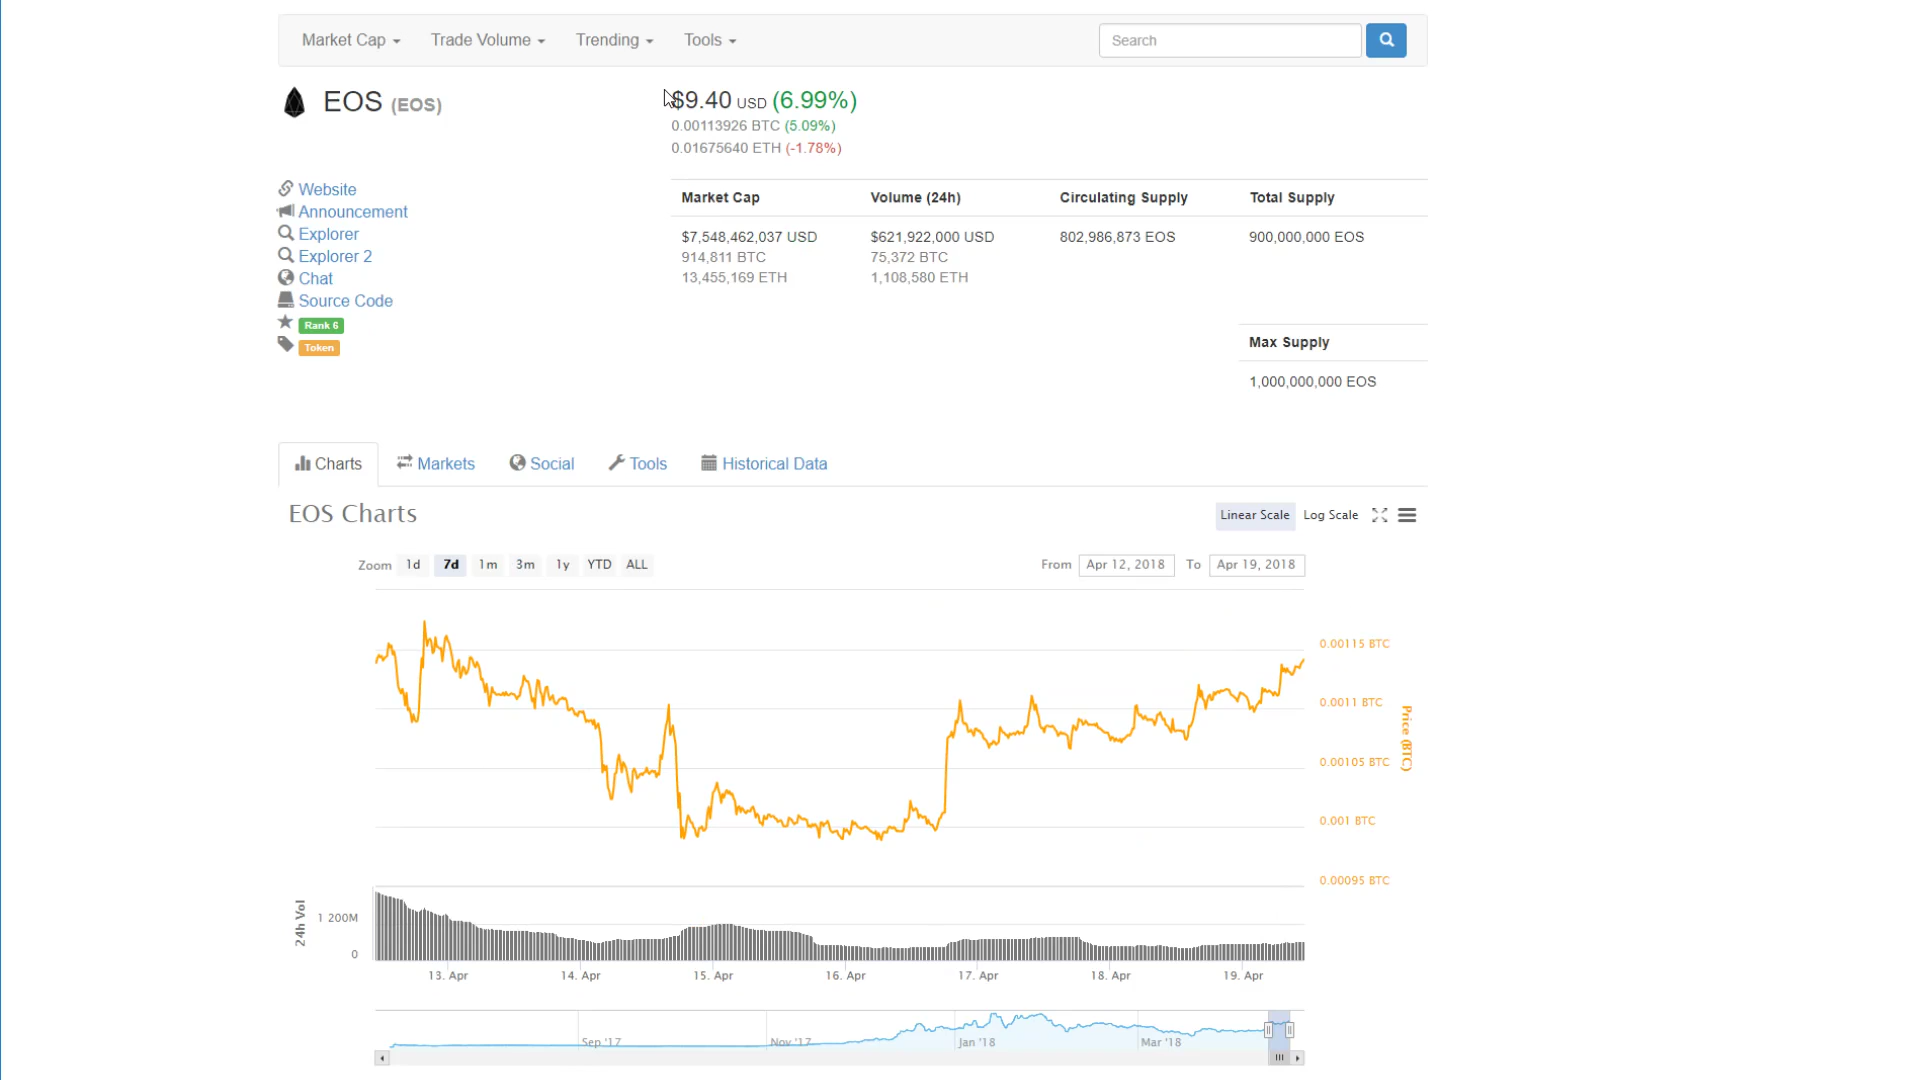 Market Cap Trade Volume Trending Tools Search
EOS (EOS)
$9.40 USD (6.99%)
0.00113926 BTC (5.09%)
0.01675640 ETH (-1.78%)
Website
Announcement
Explorer
Explorer 2
Chat
Source Code
Rank 6
Token
Market Cap Volume (24h) Circulating Supply Total Supply
$7,548,462,037 USD $621,922,000 USD 802,986,873 EOS 900,000,000 EOS
914,811 BTC 75,372 BTC
13,455,169 ETH 1,108,580 ETH
Max Supply
1,000,000,000 EOS
Charts Markets Social Tools Historical Data
EOS Charts
Linear Scale Log Scale
Zoom 1d 7d 1m 3m 1y YTD ALL From Apr 12, 2018 To Apr 19, 2018
0.00115 BTC
0.0011 BTC
0.00105 BTC
0.001 BTC
0.00095 BTC
Price (BTC)
24h Vol
1 200M
0
13. Apr 14. Apr 15. Apr 16. Apr 17. Apr 18. Apr 19. Apr
Sep '17 Nov '17 Jan '18 Mar '18